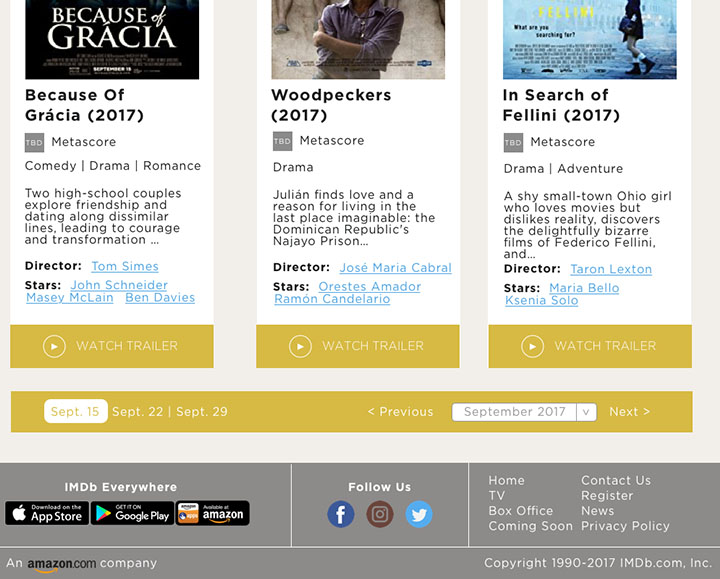 BECAUSE of
GRÁCIA
SEPTEMBER 15
FELLINI
What are you
searching for?
Because Of
Grácia (2017)
TBD Metascore
Comedy | Drama | Romance
Two high-school couples
explore friendship and
dating along dissimilar
lines, leading to courage
and transformation ...
Director: Tom Simes
Stars: John Schneider
Masey McLain Ben Davies
WATCH TRAILER
Woodpeckers
(2017)
TBD Metascore
Drama
Julián finds love and a
reason for living in the
last place imaginable: the
Dominican Republic's
Najayo Prison...
Director: José Maria Cabral
Stars: Orestes Amador
Ramón Candelario
WATCH TRAILER
In Search of
Fellini (2017)
TBD Metascore
Drama | Adventure
A shy small-town Ohio girl
who loves movies but
dislikes reality, discovers
the delightfully bizarre
films of Federico Fellini,
and...
Director: Taron Lexton
Stars: Maria Bello
Ksenia Solo
WATCH TRAILER
Sept. 15 Sept. 22 | Sept. 29 < Previous September 2017 v Next >
IMDb Everywhere
Download on the
App Store
GET IT ON
Google Play
apps
Available at
amazon
Follow Us
Home
TV
Box Office
Coming Soon
Contact Us
Register
News
Privacy Policy
An amazon.com company
Copyright 1990-2017 IMDb.com, Inc.